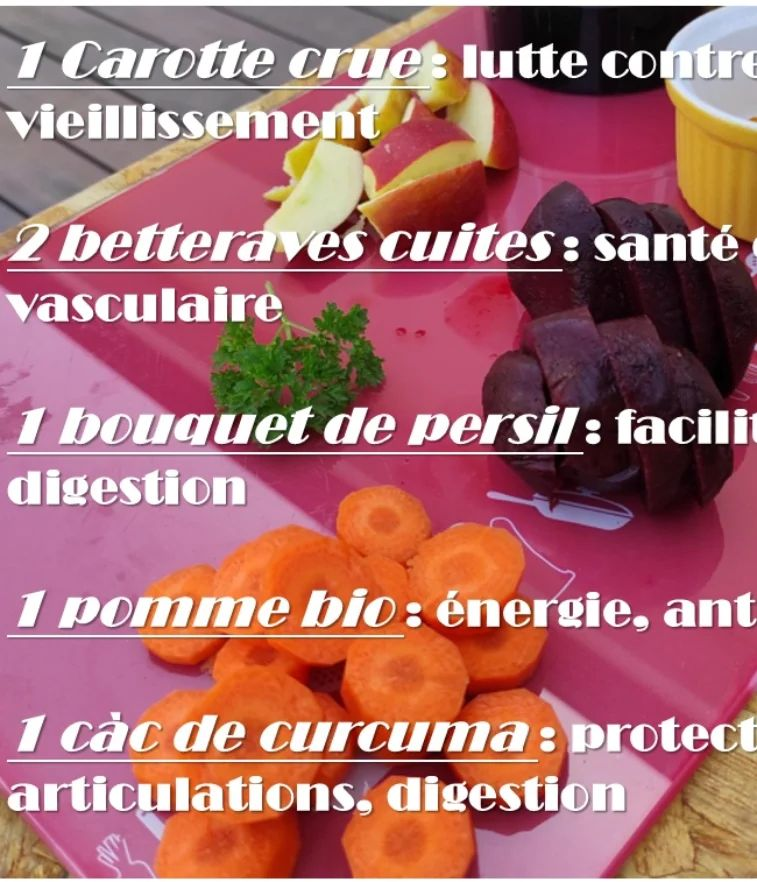 1 Carotte crue : lutte contre
vieillissement
2 betteraves cuites : santé
vasculaire
1 bouquet de persil : facilit
digestion
1 pomme bio : énergie, ant
1 càc de curcuma : protect
articulations, digestion